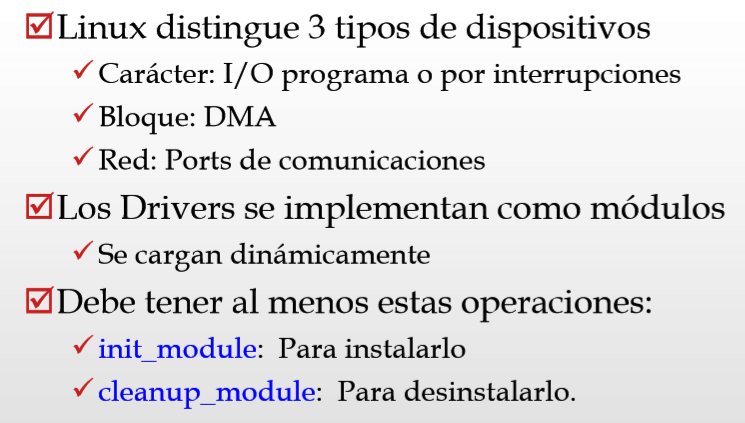 Linux distingue 3 tipos de dispositivos
Carácter: I/O programa o por interrupciones
Bloque: DMA
Red: Ports de comunicaciones
Los Drivers se implementan como módulos
Se cargan dinámicamente
Debe tener al menos estas operaciones:
init_module: Para instalarlo
cleanup_module: Para desinstalarlo.